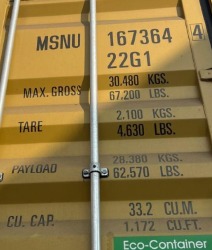 MSNU 167364 4
22G1
MAX. GROSS 30.480 KGS.
67.200 LBS.
TARE 2.100 KGS.
4.630 LBS.
PAYLOAD 28.380 KGS.
62.570 LBS.
CU. CAP. 33.2 CU.M.
1.172 CU.FT.
Eco-Container